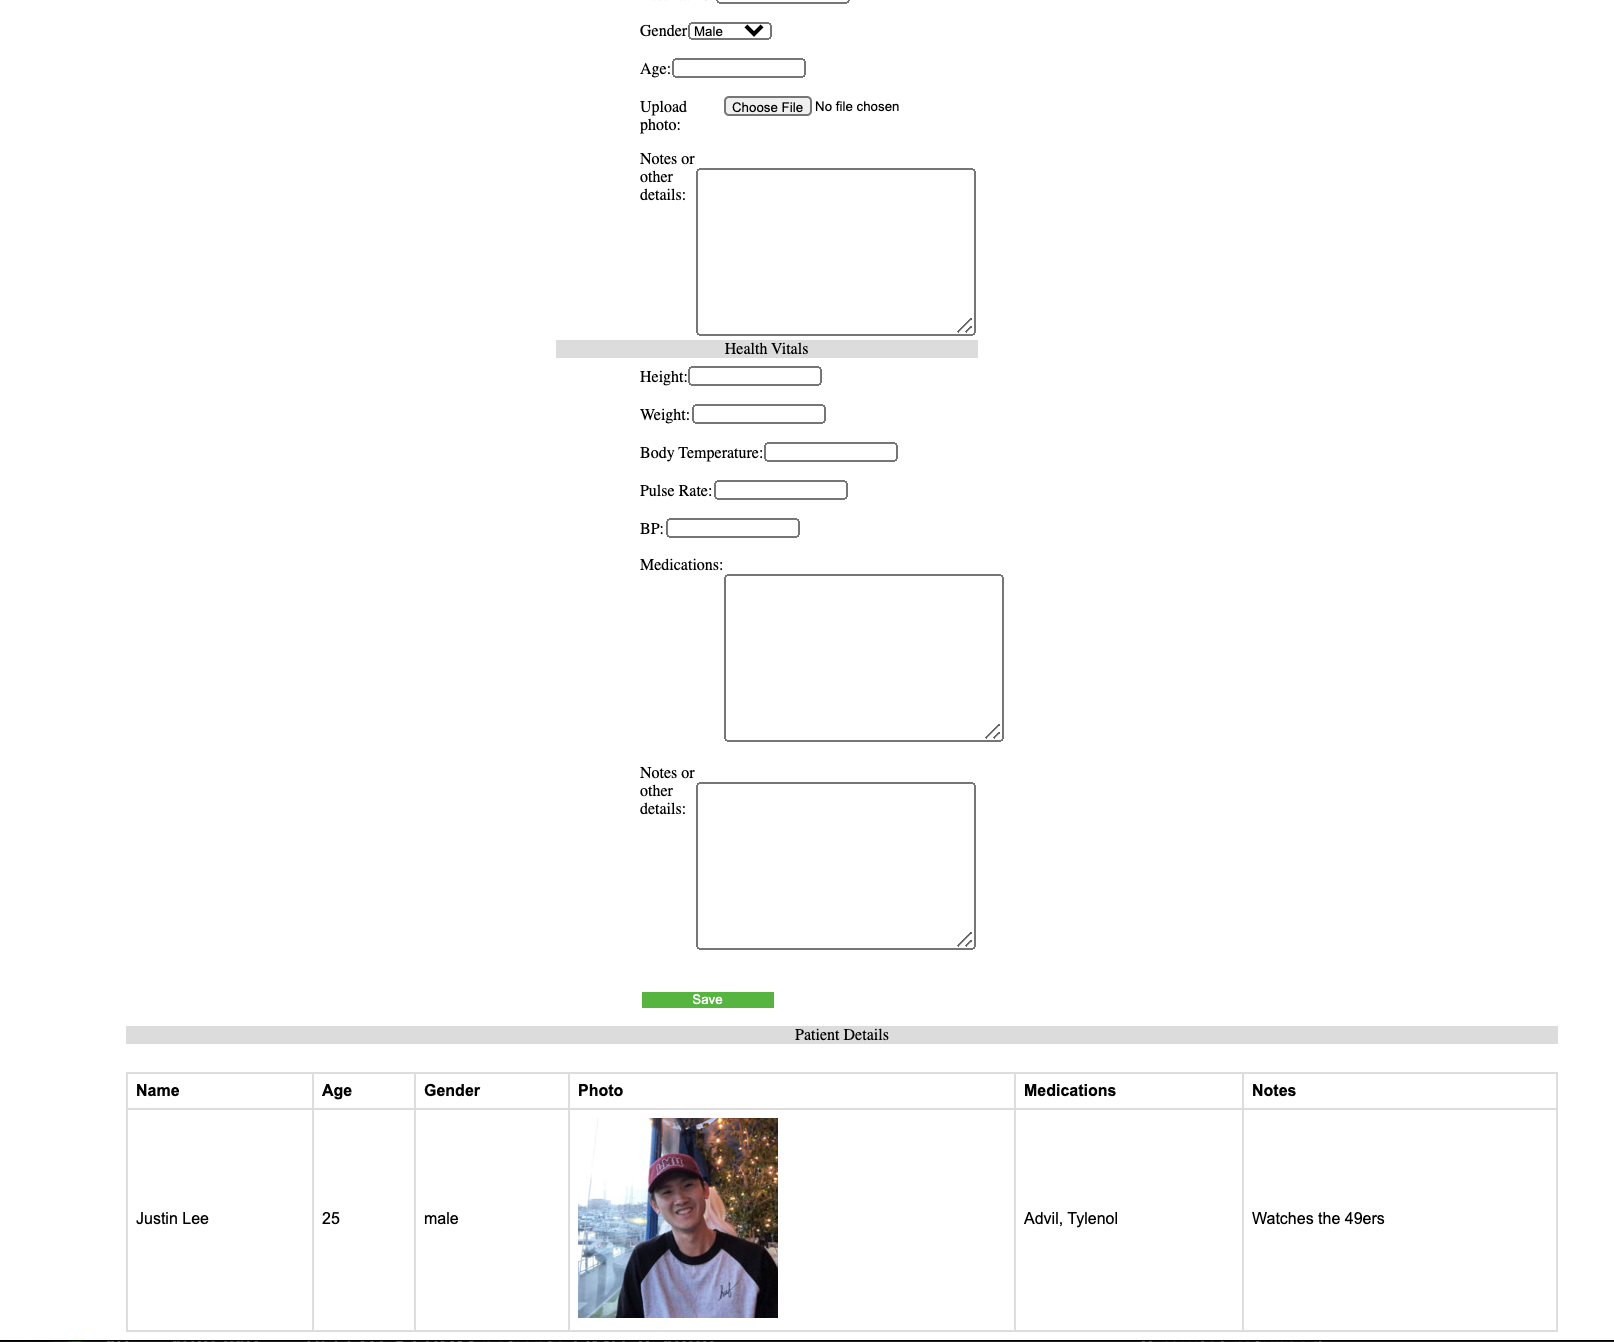 Gender Male
Age:
Upload Choose File No file chosen
photo:
Notes or
other
details:
Health Vitals
Height:
Weight:
Body Temperature:
Pulse Rate:
BP:
Medications:
Notes or
other
details:
Save
Patient Details
Name Age Gender Photo Medications Notes
Justin Lee 25 male Advil, Tylenol Watches the 49ers